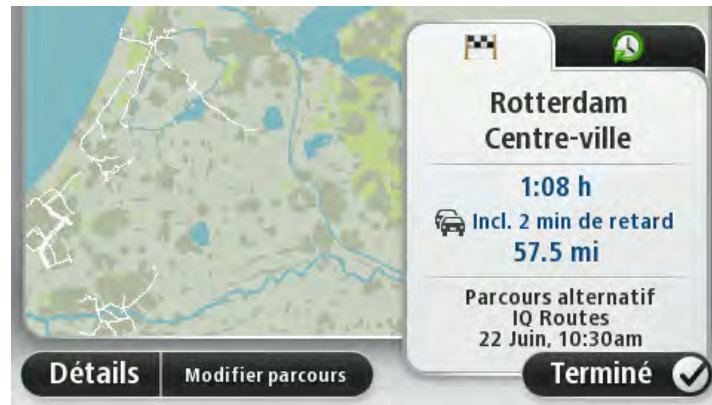 Rotterdam
Centre-ville
1:08 h
Incl. 2 min de retard
57.5 mi
Parcours alternatif
IQ Routes
22 Juin, 10:30am
Détails
Modifier parcours
Terminé